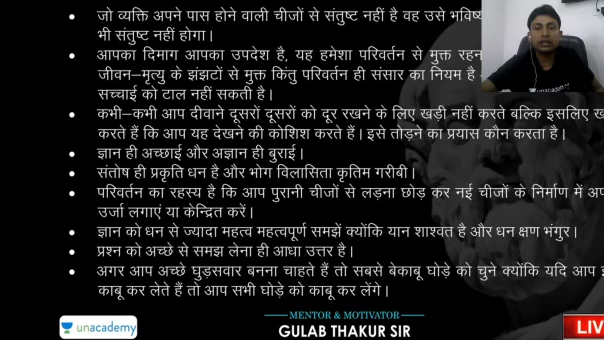 जो व्यक्ति अपने पास होने वाली चीजों से संतुष्ट नहीं है वह उसे
भी संतुष्ट नहीं होगा।
आपका दिमाग आपका उपदेश है, यह हमेशा परिवर्तन से मुक्त
जीवन–मृत्यु के झंझटों से मुक्त किंतु परिवर्तन ही संसार का नियम है
सच्चाई को टाल नहीं सकती है।
कभी–कभी आप दीवाने दूसरों दूसरों को दूर रखने के लिए खड़ी नहीं करते बल्कि इसलिए
करते हैं कि आप यह देखने की कोशिश करते हैं। इसे तोड़ने का प्रयास कौन करता है।
ज्ञान ही अच्छाई और अज्ञान ही बुराई।
संतोष ही प्रकृति धन है और भोग विलासिता कृतिम गरीबी।
परिवर्तन का रहस्य है कि आप पुरानी चीजों से लड़ना छोड़ कर नई चीजों के निर्माण में
उर्जा लगाएं या केन्द्रित करें।
ज्ञान को धन से ज्यादा महत्व महत्वपूर्ण समझें क्योंकि यान शाश्वत है और धन क्षण भंगुर।
प्रश्न को अच्छे से समझ लेना ही आधा उत्तर है।
अगर आप अच्छे घुड़सवार बनना चाहते हैं तो सबसे बेकाबू घोड़े को चुने क्योंकि यदि आप
काबू कर लेते हैं तो आप सभी घोड़े को काबू कर लेंगे।
unacademy
MENTOR & MOTIVATOR
GULAB THAKUR SIR
unacademy